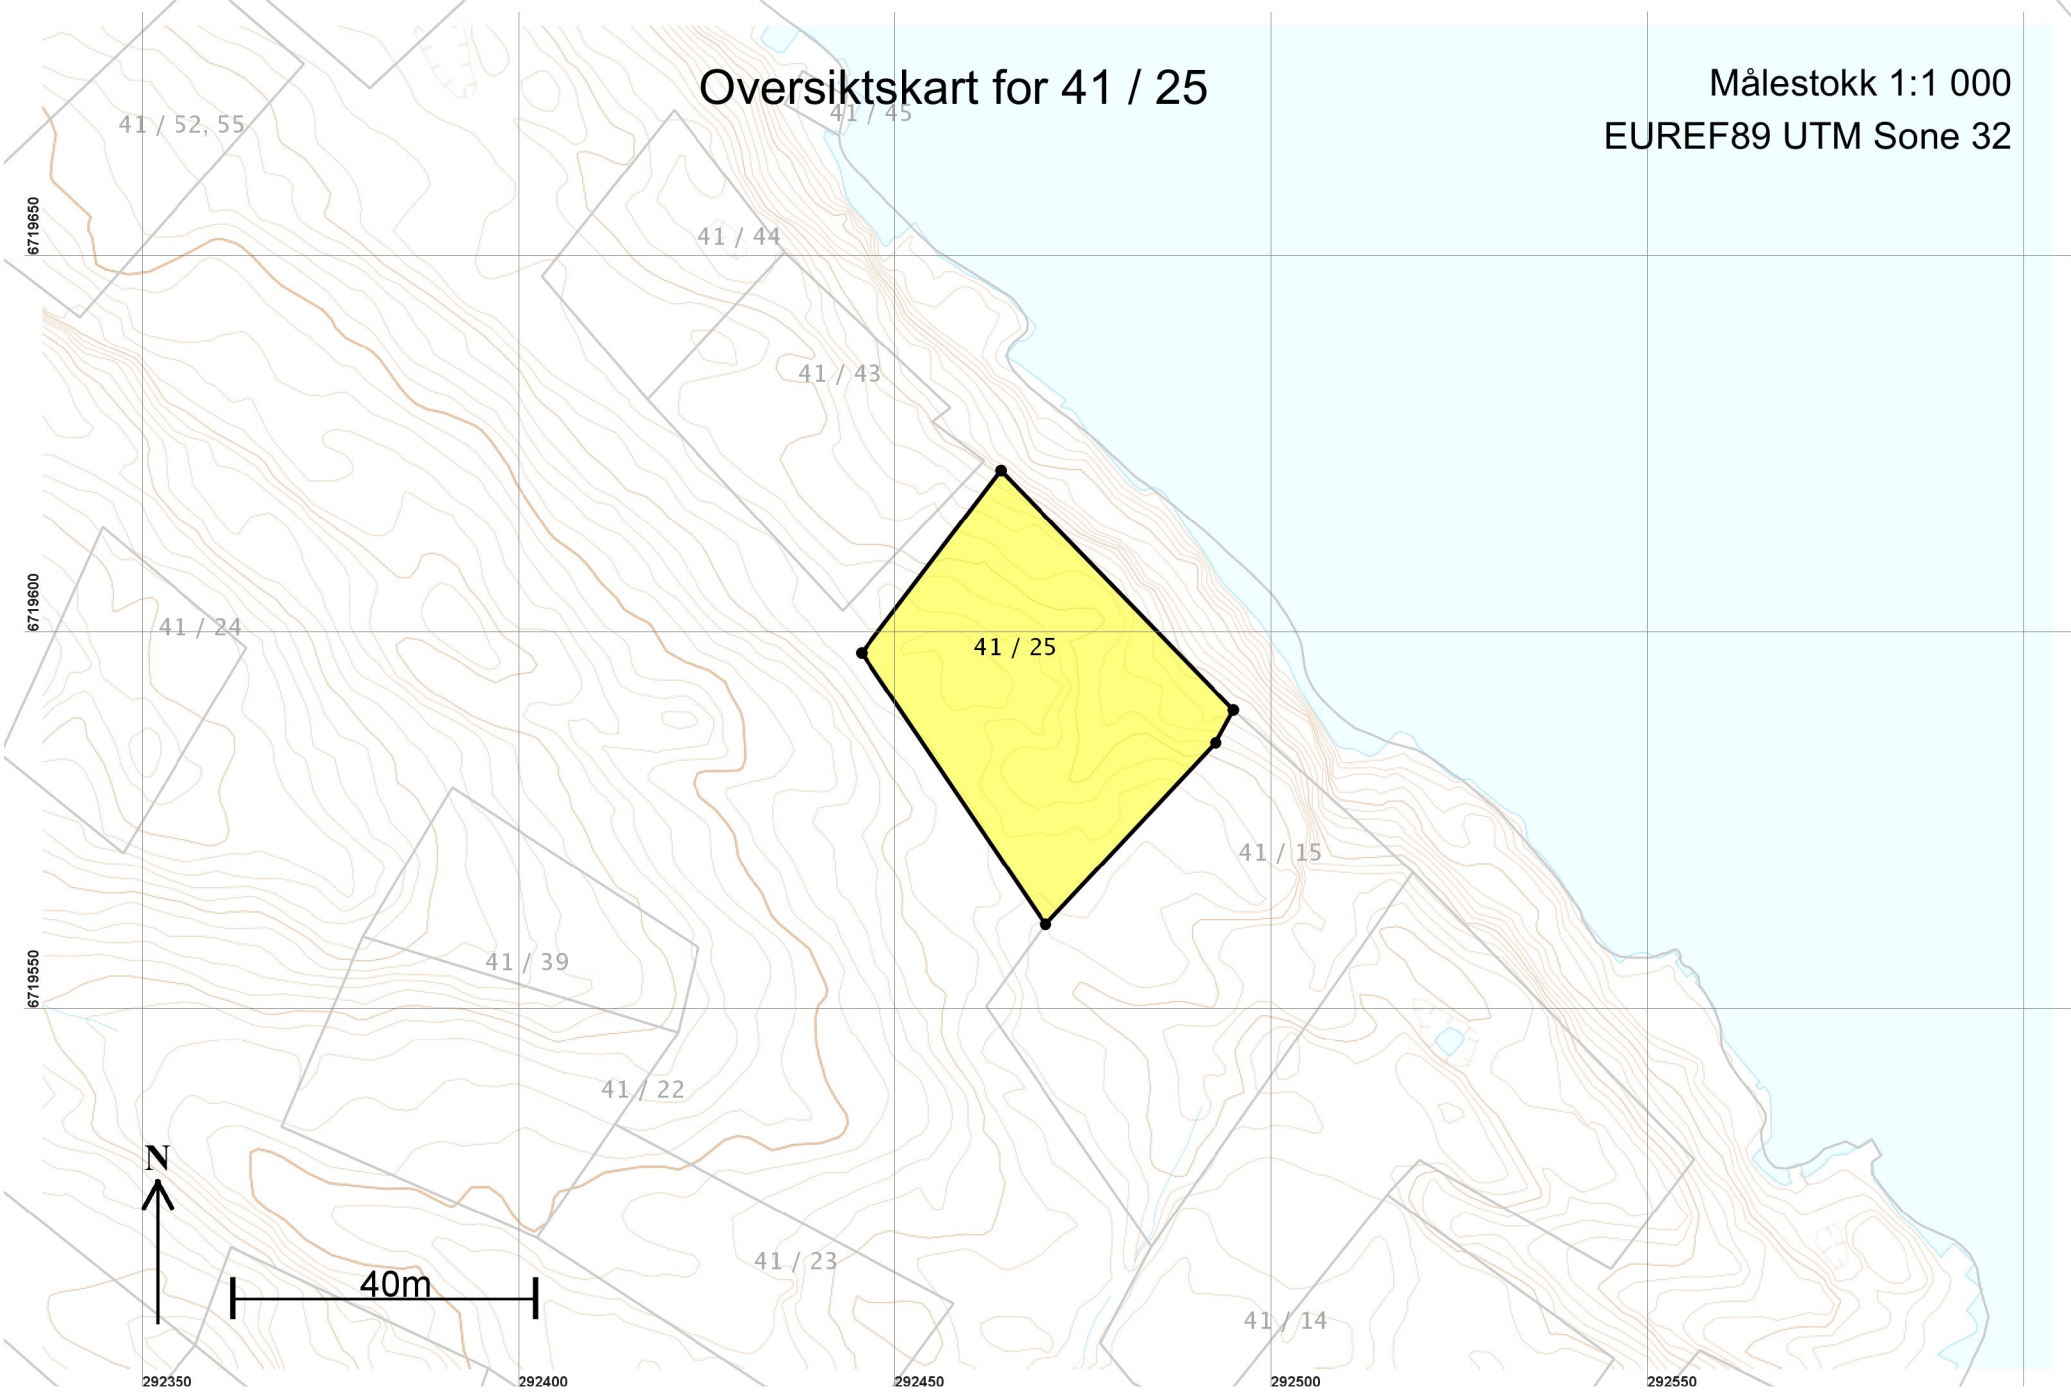 Oversiktskart for 41 / 25
Målestokk 1:1 000
EUREF89 UTM Sone 32
41 / 52, 55
41 / 45
6719650
41 / 44
41 / 43
6719600
41 / 24
41 / 25
41 / 15
6719550
41 / 39
41 / 22
N
41 / 23
40m
41 / 14
292350
292400
292450
292500
292550